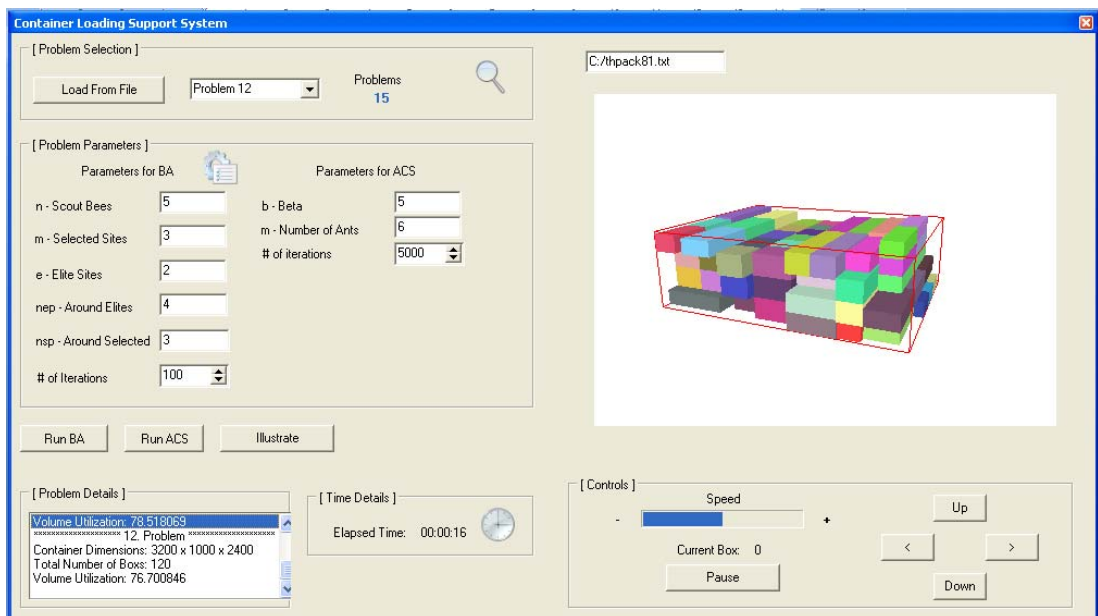 Container Loading Support System
[ Problem Selection ]
Load From File
Problem 12
Problems
15
C:/thpack81.txt
[ Problem Parameters ]
Parameters for BA
Parameters for ACS
n - Scout Bees 5
m - Selected Sites 3
e - Elite Sites 2
nep - Around Elites 4
nsp - Around Selected 3
# of Iterations 100
b - Beta 5
m - Number of Ants 6
# of iterations 5000
Run BA
Run ACS
Illustrate
[ Problem Details ]
Volume Utilization: 78.518069
******************** 12. Problem ********************
Container Dimensions: 3200 x 1000 x 2400
Total Number of Boxs: 120
Volume Utilization: 76.700846
[ Time Details ]
Elapsed Time: 00:00:16
[ Controls ]
Speed
- +
Current Box: 0
Pause
Up
< >
Down